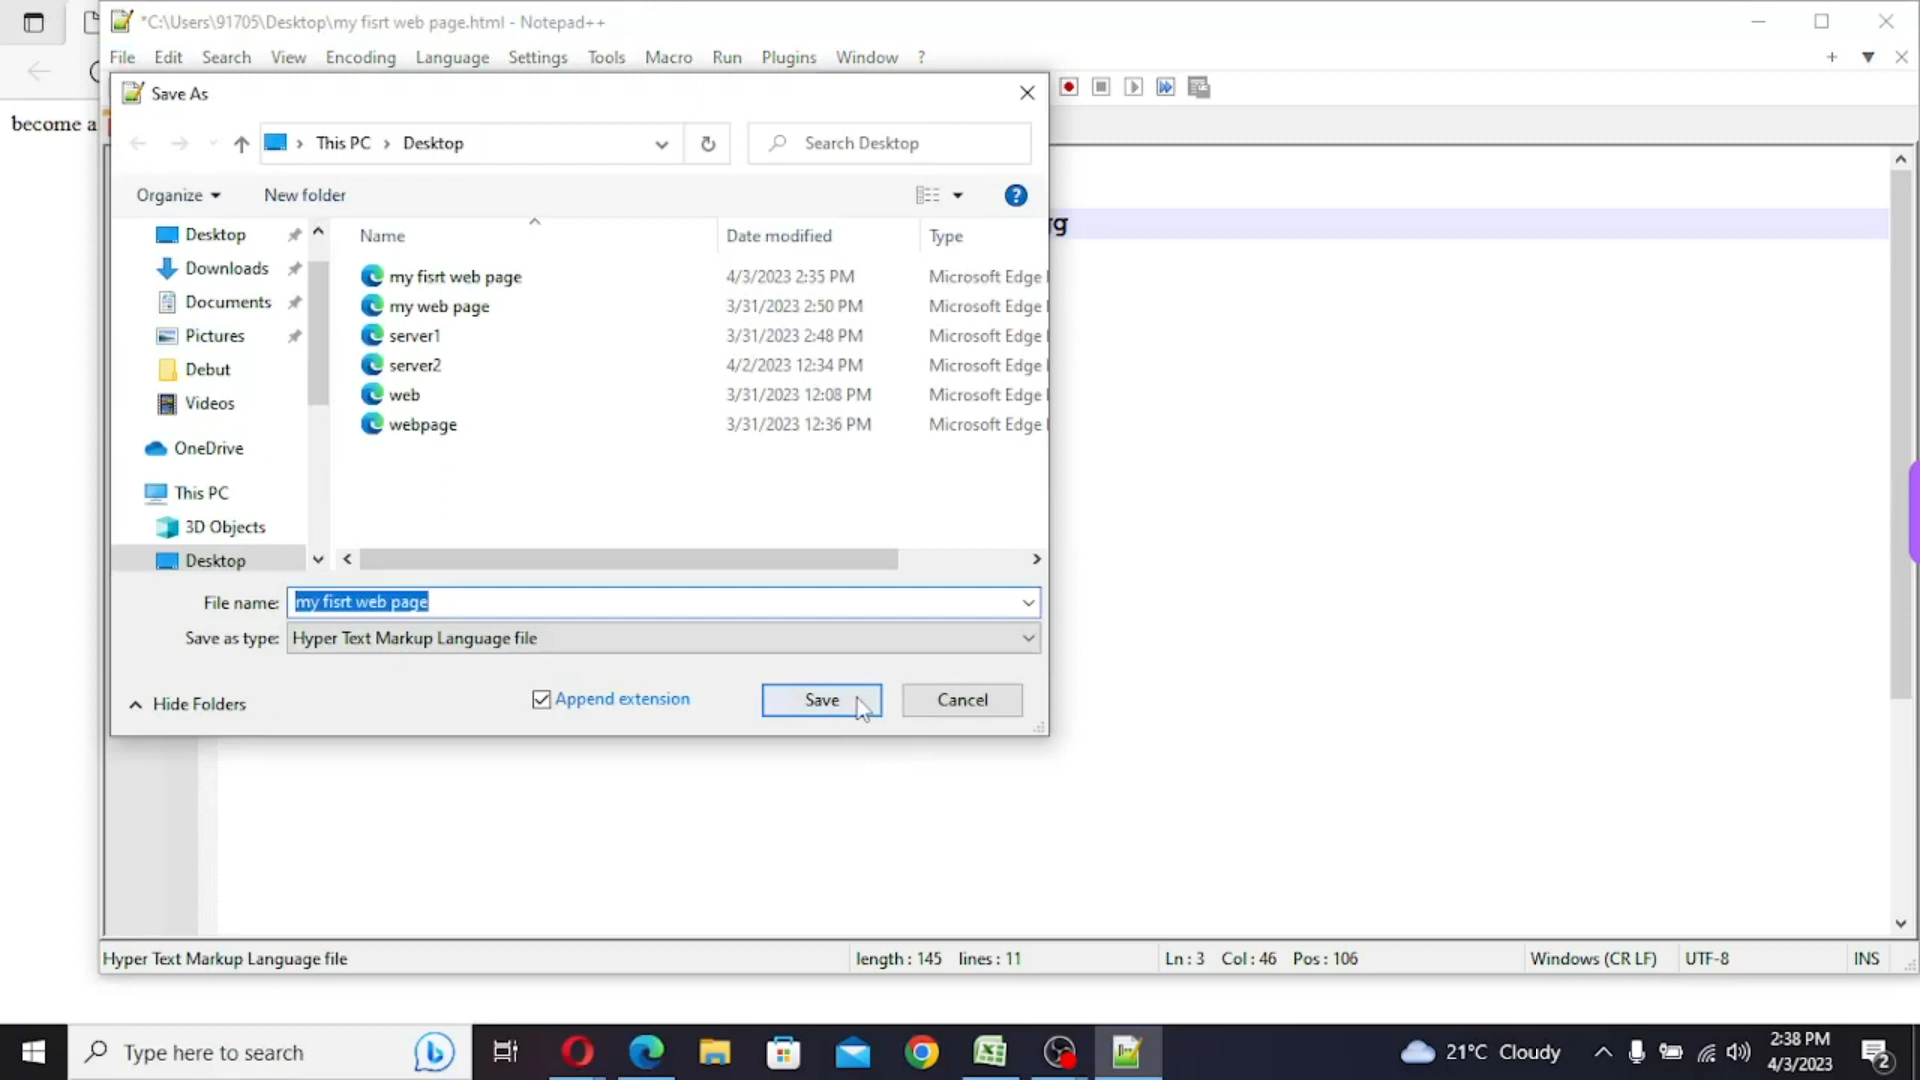 *C:\Users\91705\Desktop\my fisrt web page.html - Notepad++
File Edit Search View Encoding Language Settings Tools Macro Run Plugins Window ?
Save As
become a
This PC › Desktop
Search Desktop
Organize
New folder
Desktop
Downloads
Documents
Pictures
Debut
Videos
OneDrive
This PC
3D Objects
Desktop
Name Date modified Type
my fisrt web page 4/3/2023 2:35 PM Microsoft Edge
my web page 3/31/2023 2:50 PM Microsoft Edge
server1 3/31/2023 2:48 PM Microsoft Edge
server2 4/2/2023 12:34 PM Microsoft Edge
web 3/31/2023 12:08 PM Microsoft Edge
webpage 3/31/2023 12:36 PM Microsoft Edge
File name: my fisrt web page
Save as type: Hyper Text Markup Language file
Hide Folders
Append extension
Save
Cancel
Hyper Text Markup Language file length : 145 lines : 11 Ln : 3 Col : 46 Pos : 106 Windows (CR LF) UTF-8 INS
Type here to search
21°C Cloudy
2:38 PM
4/3/2023
2